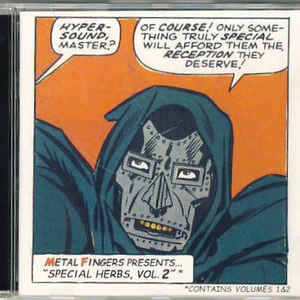 HYPER-
SOUND,
MASTER?
OF COURSE! ONLY SOME-
THING TRULY SPECIAL
WILL AFFORD THEM THE
RECEPTION THEY
DESERVE!
METAL FINGERS PRESENTS...
"SPECIAL HERBS, VOL. 2" *
*CONTAINS VOLUMES 1&2